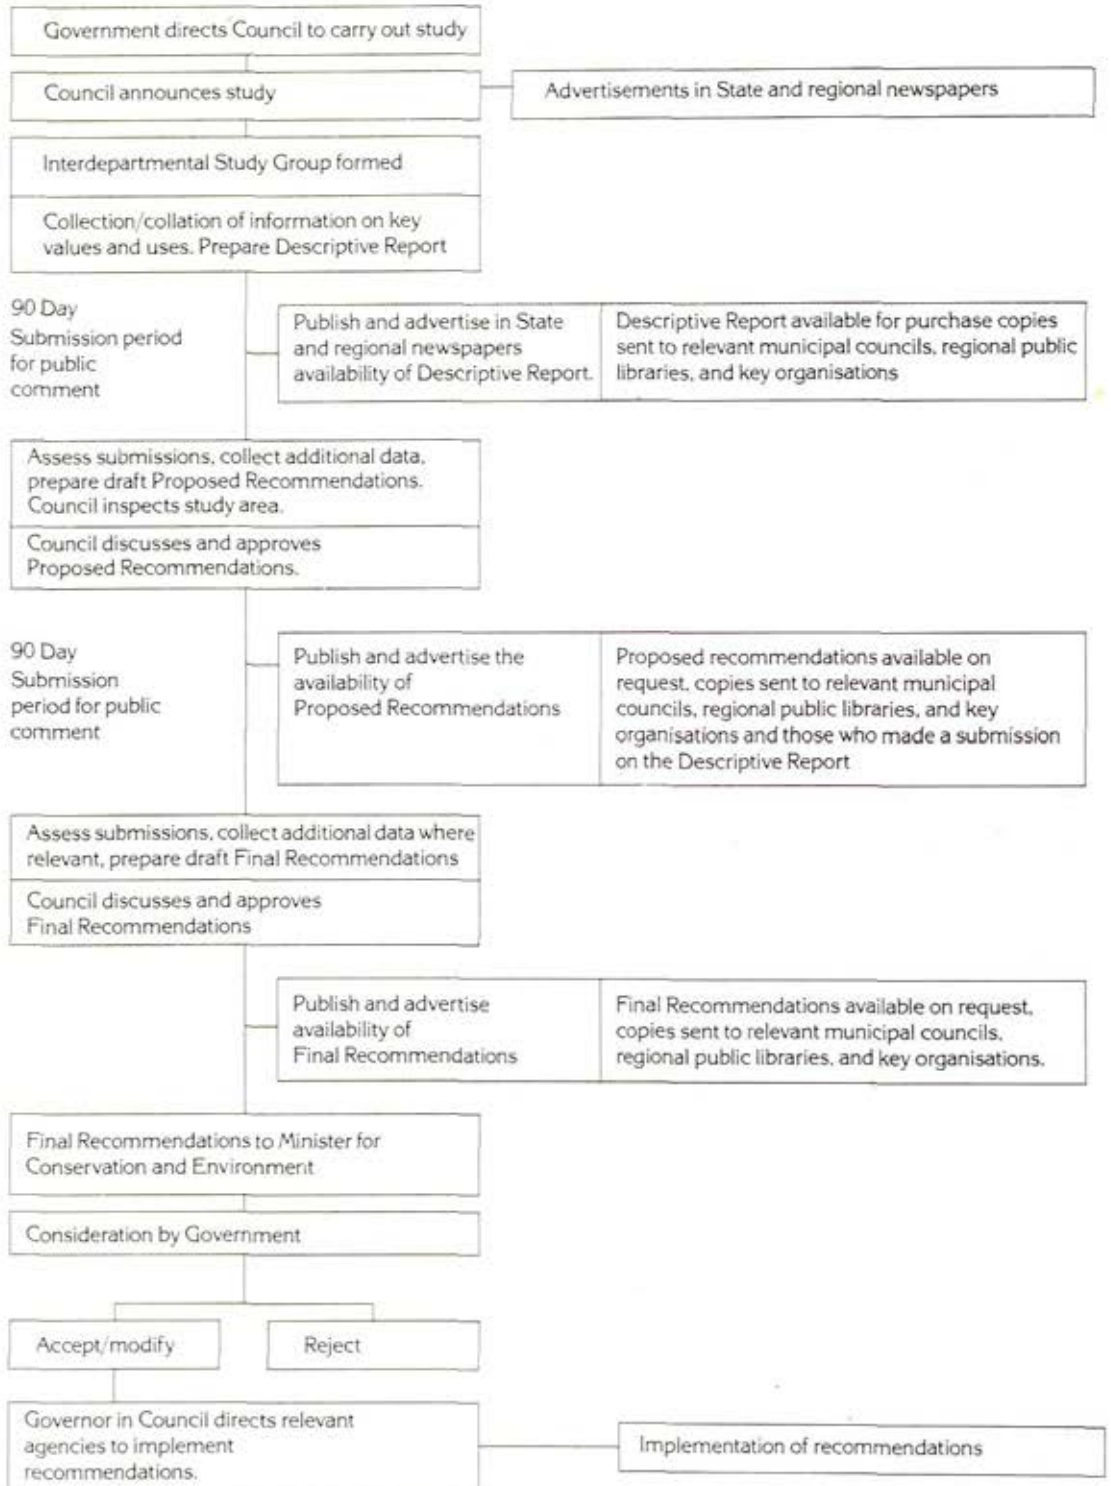 Government directs Council to carry out study
Council announces study
Advertisements in State and regional newspapers
Interdepartmental Study Group formed
Collection/collation of information on key
values and uses. Prepare Descriptive Report
90 Day
Submission period
for public
comment
Publish and advertise in State
and regional newspapers
availability of Descriptive Report.
Descriptive Report available for purchase copies
sent to relevant municipal councils, regional public
libraries, and key organisations
Assess submissions, collect additional data,
prepare draft Proposed Recommendations.
Council inspects study area.
Council discusses and approves
Proposed Recommendations.
90 Day
Submission
period for public
comment
Publish and advertise the
availability of
Proposed Recommendations
Proposed recommendations available on
request, copies sent to relevant municipal
councils, regional public libraries, and key
organisations and those who made a submission
on the Descriptive Report
Assess submissions, collect additional data where
relevant, prepare draft Final Recommendations
Council discusses and approves
Final Recommendations
Publish and advertise
availability of
Final Recommendations
Final Recommendations available on request,
copies sent to relevant municipal councils,
regional public libraries, and key organisations.
Final Recommendations to Minister for
Conservation and Environment
Consideration by Government
Accept/modify
Reject
Governor in Council directs relevant
agencies to implement
recommendations.
Implementation of recommendations